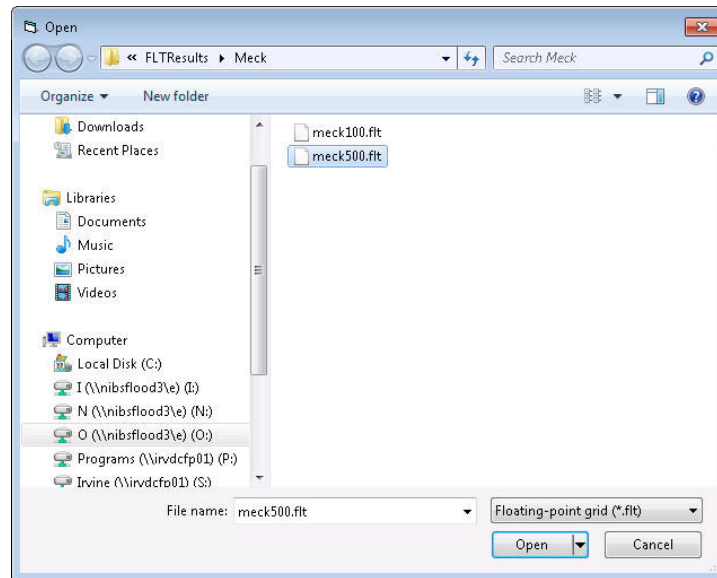 Open
« FLTResults ▸ Meck
Search Meck
Organize ▾ New folder
Downloads
Recent Places
meck100.flt
meck500.flt
Libraries
Documents
Music
Pictures
Videos
Computer
Local Disk (C:)
I (\\nibsflood3\e) (I:)
N (\\nibsflood3\e) (N:)
O (\\nibsflood3\e) (O:)
Programs (\\irvdcfp01) (P:)
Irvine (\\irvdcfp01) (S:)
File name: meck500.flt
Floating-point grid (*.flt)
Open
Cancel